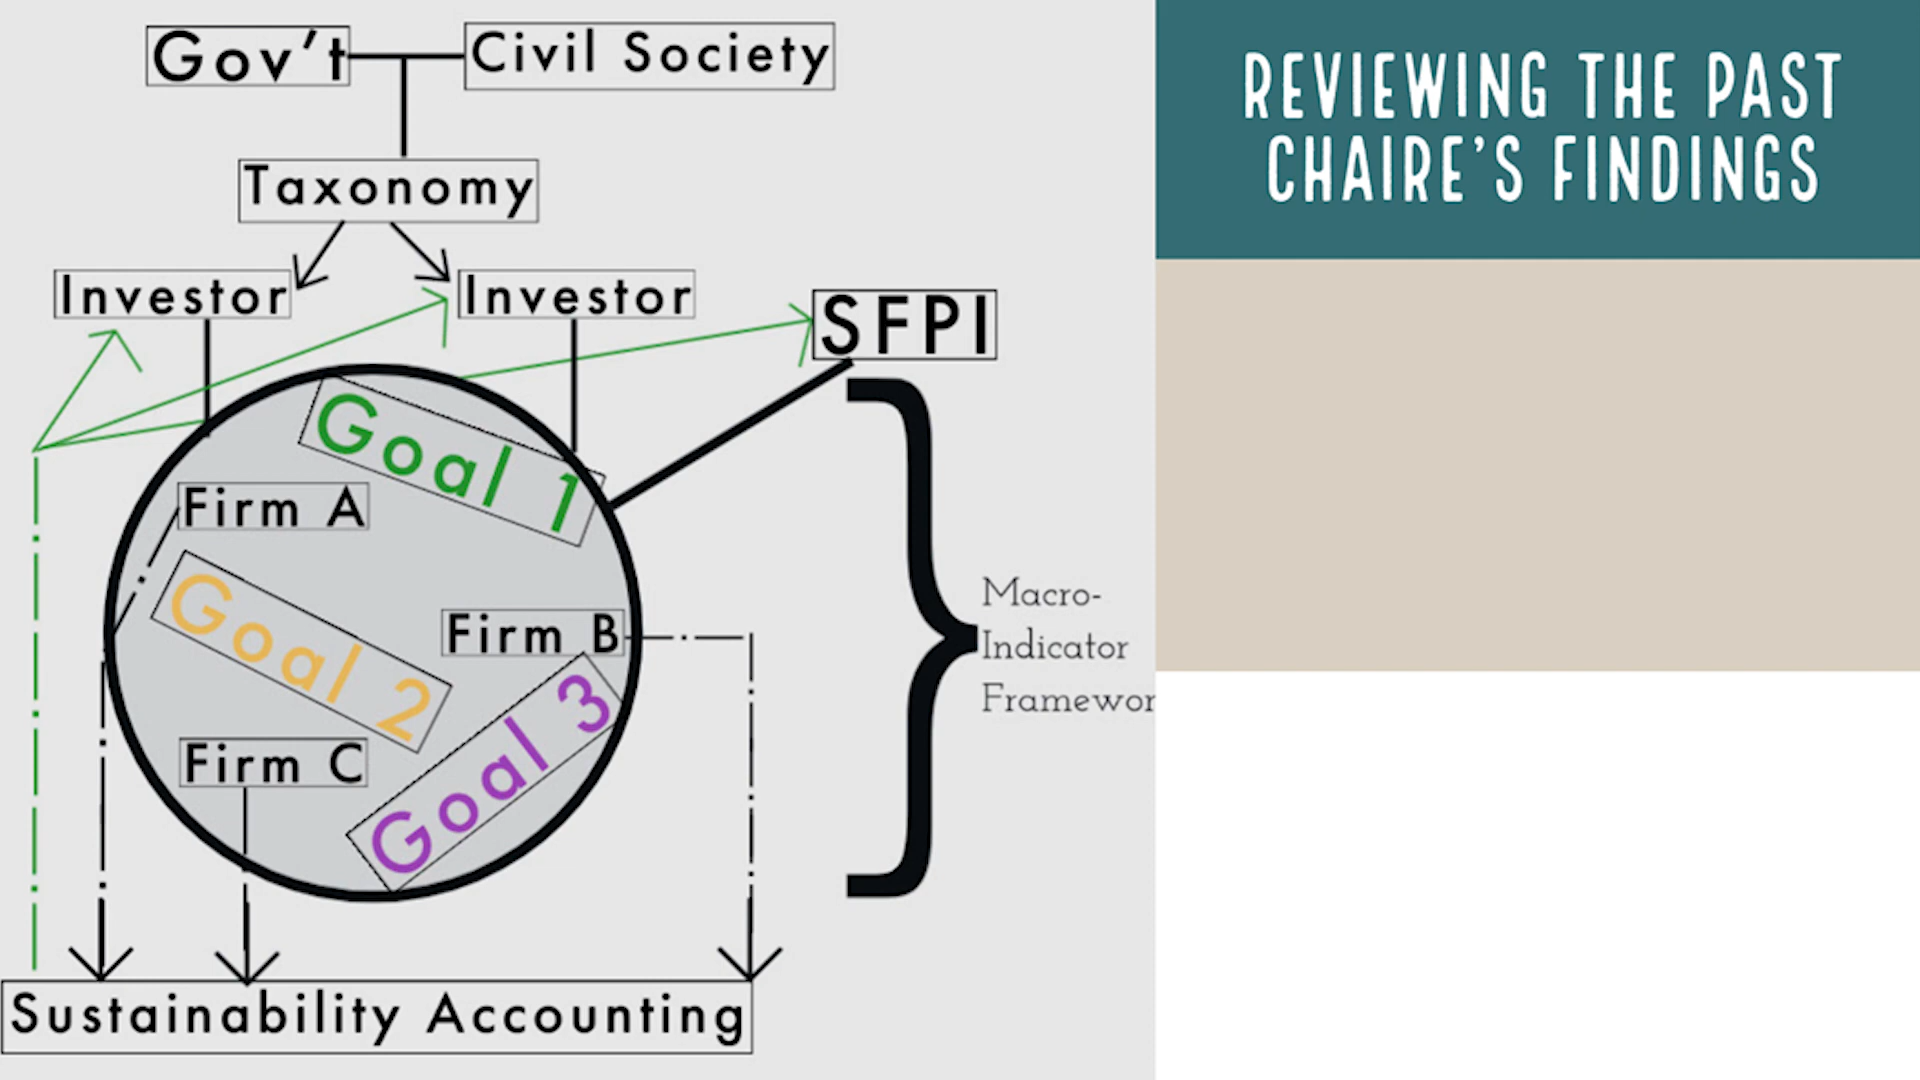 Gov't
Civil Society
Taxonomy
Investor
Investor
SFPI
Goal 1
Firm A
Goal 2
Firm B
Goal 3
Firm C
Sustainability Accounting
Macro-
Indicator
Framewor
REVIEWING THE PAST
CHAIRE'S FINDINGS